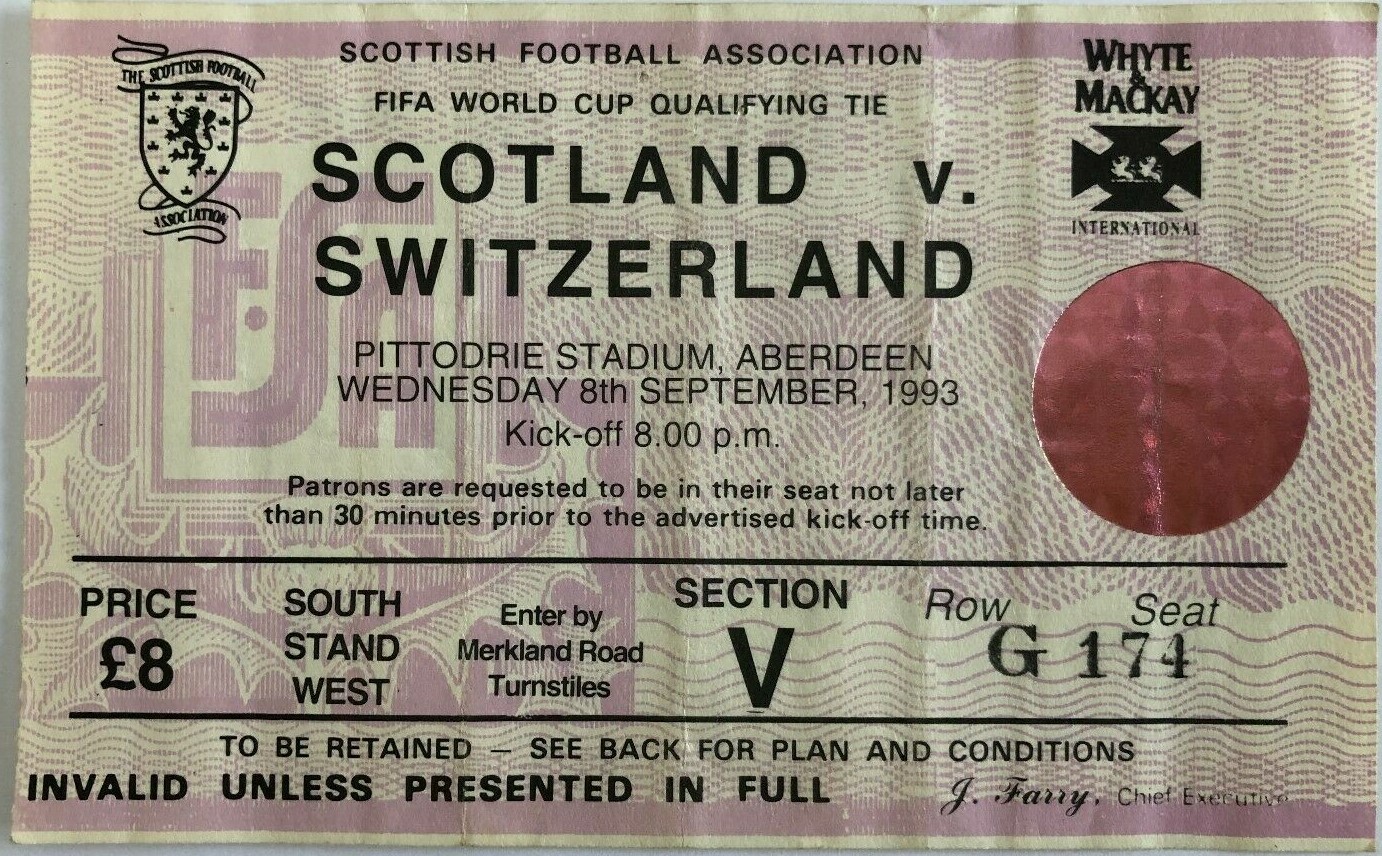 THE SCOTTISH FOOTBALL
ASSOCIATION
SCOTTISH FOOTBALL ASSOCIATION
FIFA WORLD CUP QUALIFYING TIE
SCOTLAND v.
SWITZERLAND
WHYTE
&
MACKAY
INTERNATIONAL
PITTODRIE STADIUM, ABERDEEN
WEDNESDAY 8th SEPTEMBER, 1993
Kick-off 8.00 p.m.
Patrons are requested to be in their seat not later
than 30 minutes prior to the advertised kick-off time.
PRICE
£8
SOUTH
STAND
WEST
Enter by
Merkland Road
Turnstiles
SECTION
V
Row Seat
G 174
TO BE RETAINED — SEE BACK FOR PLAN AND CONDITIONS
INVALID UNLESS PRESENTED IN FULL
J. Farry, Chief Executive